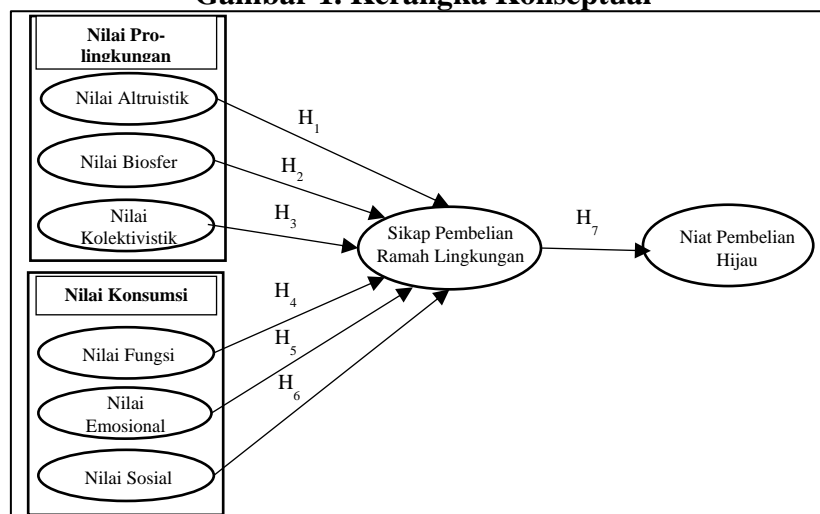 Gambar 1. Kerangka Konseptual
Nilai Pro-
lingkungan
Nilai Altruistik
Nilai Biosfer
Nilai
Kolektivistik
H1
H2
H3
Sikap Pembelian
Ramah Lingkungan
H7
Niat Pembelian
Hijau
Nilai Konsumsi
Nilai Fungsi
Nilai
Emosional
Nilai Sosial
H4
H5
H6